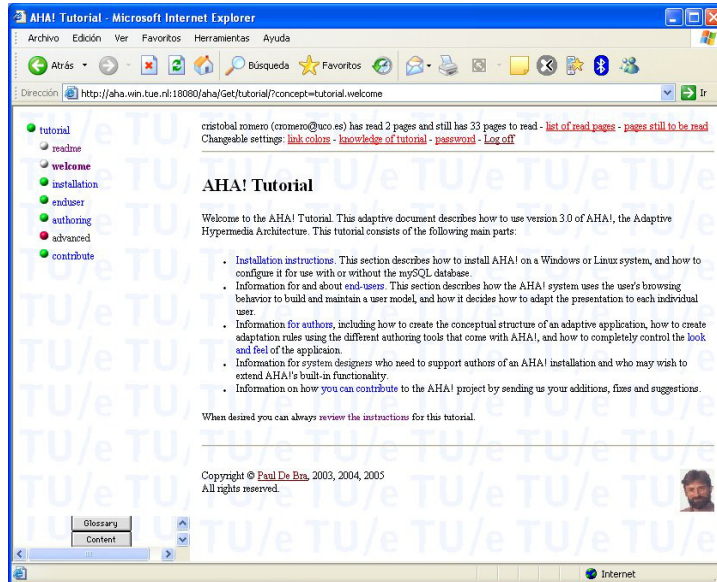 AHA! Tutorial - Microsoft Internet Explorer
Archivo Edición Ver Favoritos Herramientas Ayuda
Atrás Búsqueda Favoritos
Dirección http://aha.win.tue.nl:18080/aha/Get/tutorial/?concept=tutorial.welcome Ir
tutorial
readme
welcome
installation
enduser
authoring
advanced
contribute
Glossary
Content
cristobal romero (cromero@uco.es) has read 2 pages and still has 33 pages to read - list of read pages - pages still to be read
Changeable settings: link colors - knowledge of tutorial - password - Log off
AHA! Tutorial
Welcome to the AHA! Tutorial. This adaptive document describes how to use version 3.0 of AHA!, the Adaptive
Hypermedia Architecture. This tutorial consists of the following main parts:
• Installation instructions. This section describes how to install AHA! on a Windows or Linux system, and how to
configure it for use with or without the mySQL database.
• Information for and about end-users. This section describes how the AHA! system uses the user's browsing
behavior to build and maintain a user model, and how it decides how to adapt the presentation to each individual
user.
• Information for authors, including how to create the conceptual structure of an adaptive application, how to create
adaptation rules using the different authoring tools that come with AHA!, and how to completely control the look
and feel of the applicaion.
• Information for system designers who need to support authors of an AHA! installation and who may wish to
extend AHA!'s built-in functionality.
• Information on how you can contribute to the AHA! project by sending us your additions, fixes and suggestions.
When desired you can always review the instructions for this tutorial.
Copyright © Paul De Bra, 2003, 2004, 2005
All rights reserved.
Internet